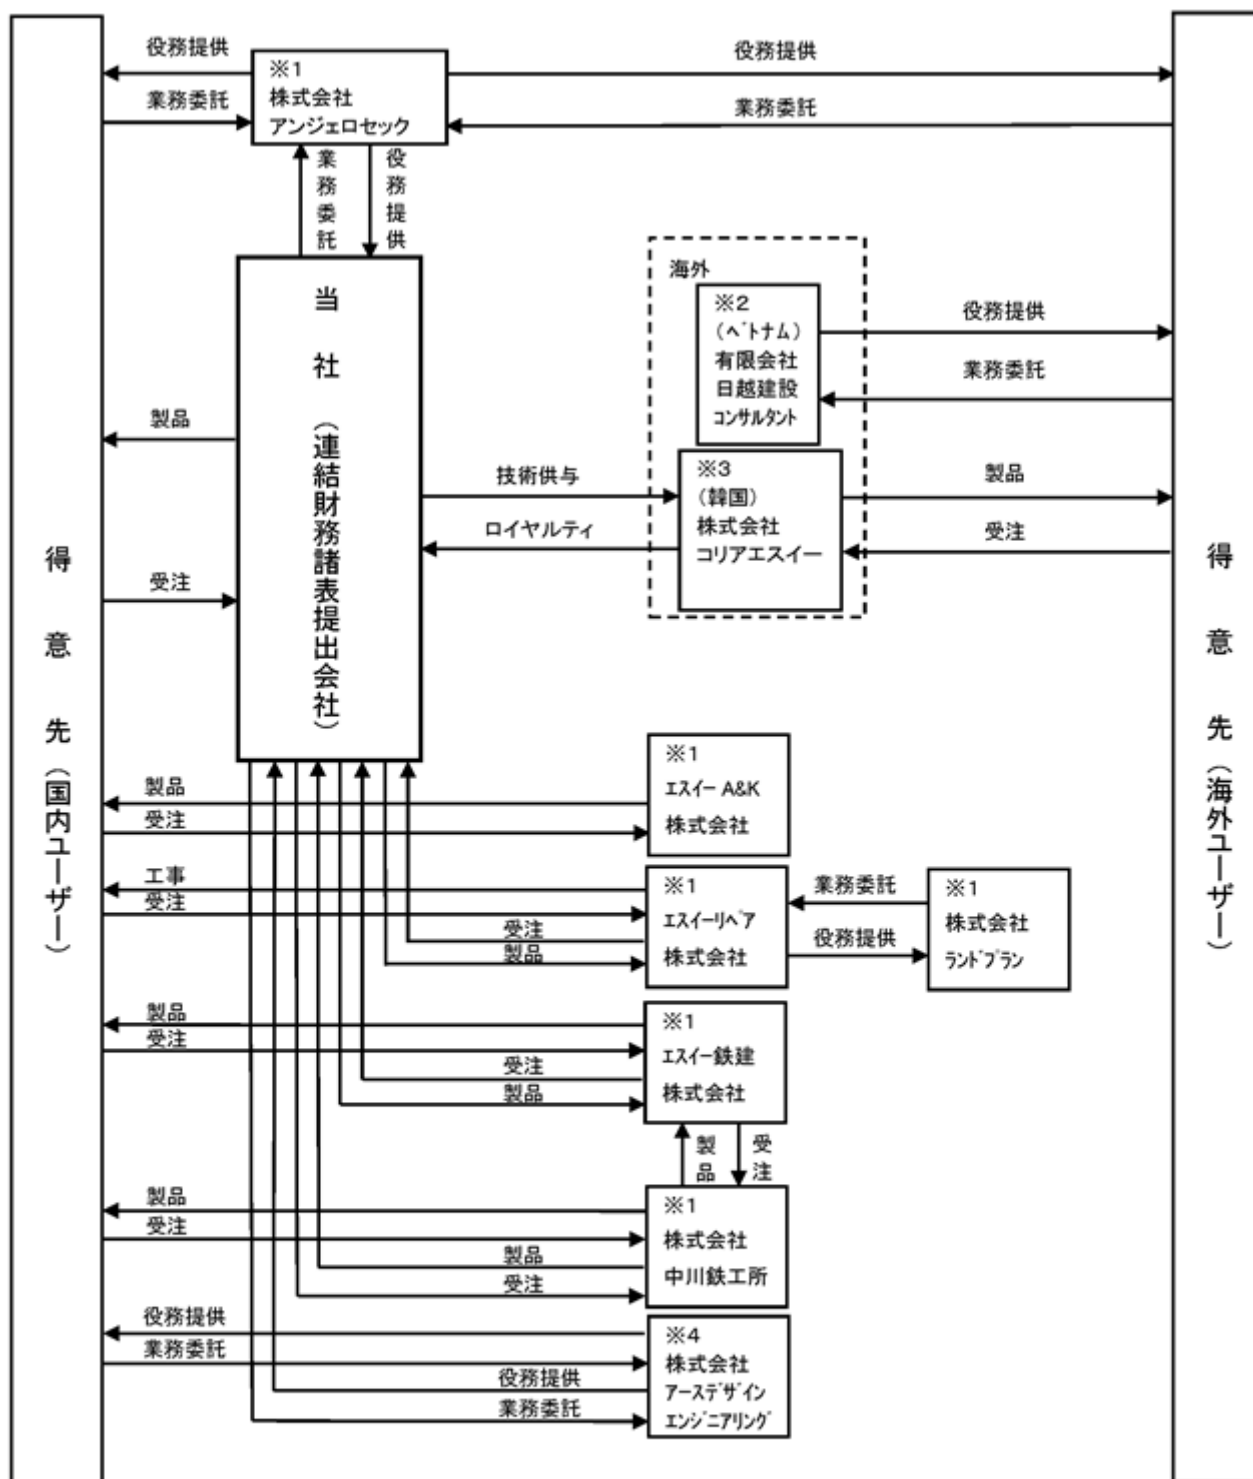 役務提供
業務委託
※1
株式会社
アンジェロセック
役務提供
業務委託
業務委託
役務提供
得意先（国内ユーザー）
当社（連結財務諸表提出会社）
得意先（海外ユーザー）
製品
受注
海外
※2
（ベトナム）
有限会社
日越建設
コンサルタント
役務提供
業務委託
技術供与
ロイヤルティ
※3
（韓国）
株式会社
コリアエスイー
製品
受注
製品
受注
※1
エスイーA&K
株式会社
工事
受注
受注
製品
※1
エスイーリペア
株式会社
業務委託
役務提供
※1
株式会社
ランドプラン
製品
受注
受注
製品
※1
エスイー鉄建
株式会社
製品
受注
製品
受注
製品
受注
※1
株式会社
中川鉄工所
役務提供
業務委託
役務提供
業務委託
※4
株式会社
アースデザイン
エンジニアリング